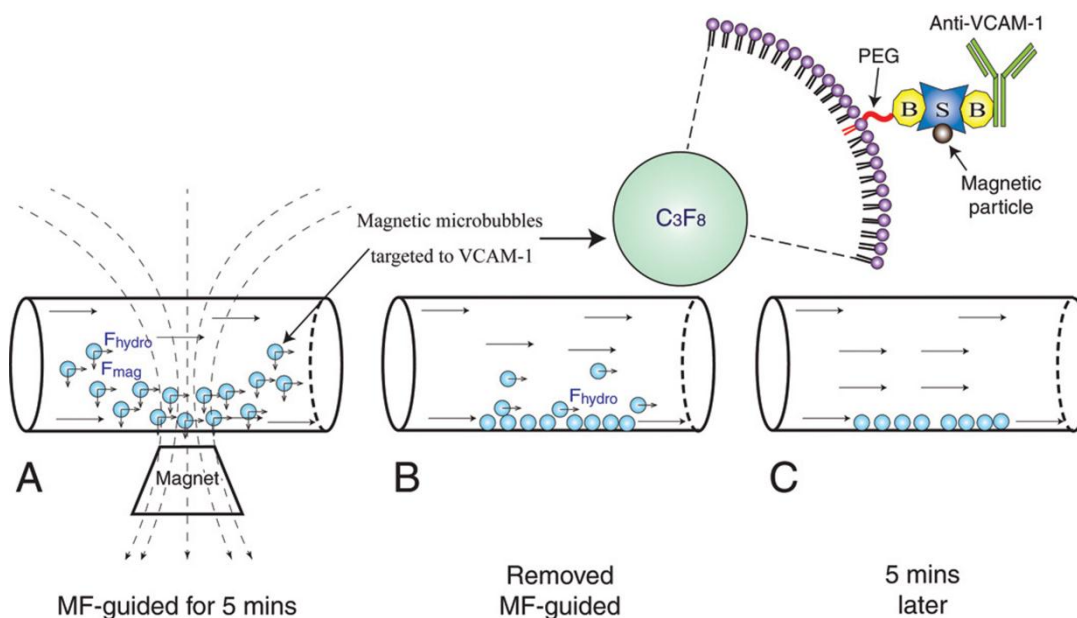 Anti-VCAM-1
PEG
B S B
Magnetic
particle
C3F8
Magnetic microbubbles
targeted to VCAM-1
Fhydro
Fmag
Fhydro
Magnet
A
B
C
MF-guided for 5 mins
Removed
MF-guided
5 mins
later